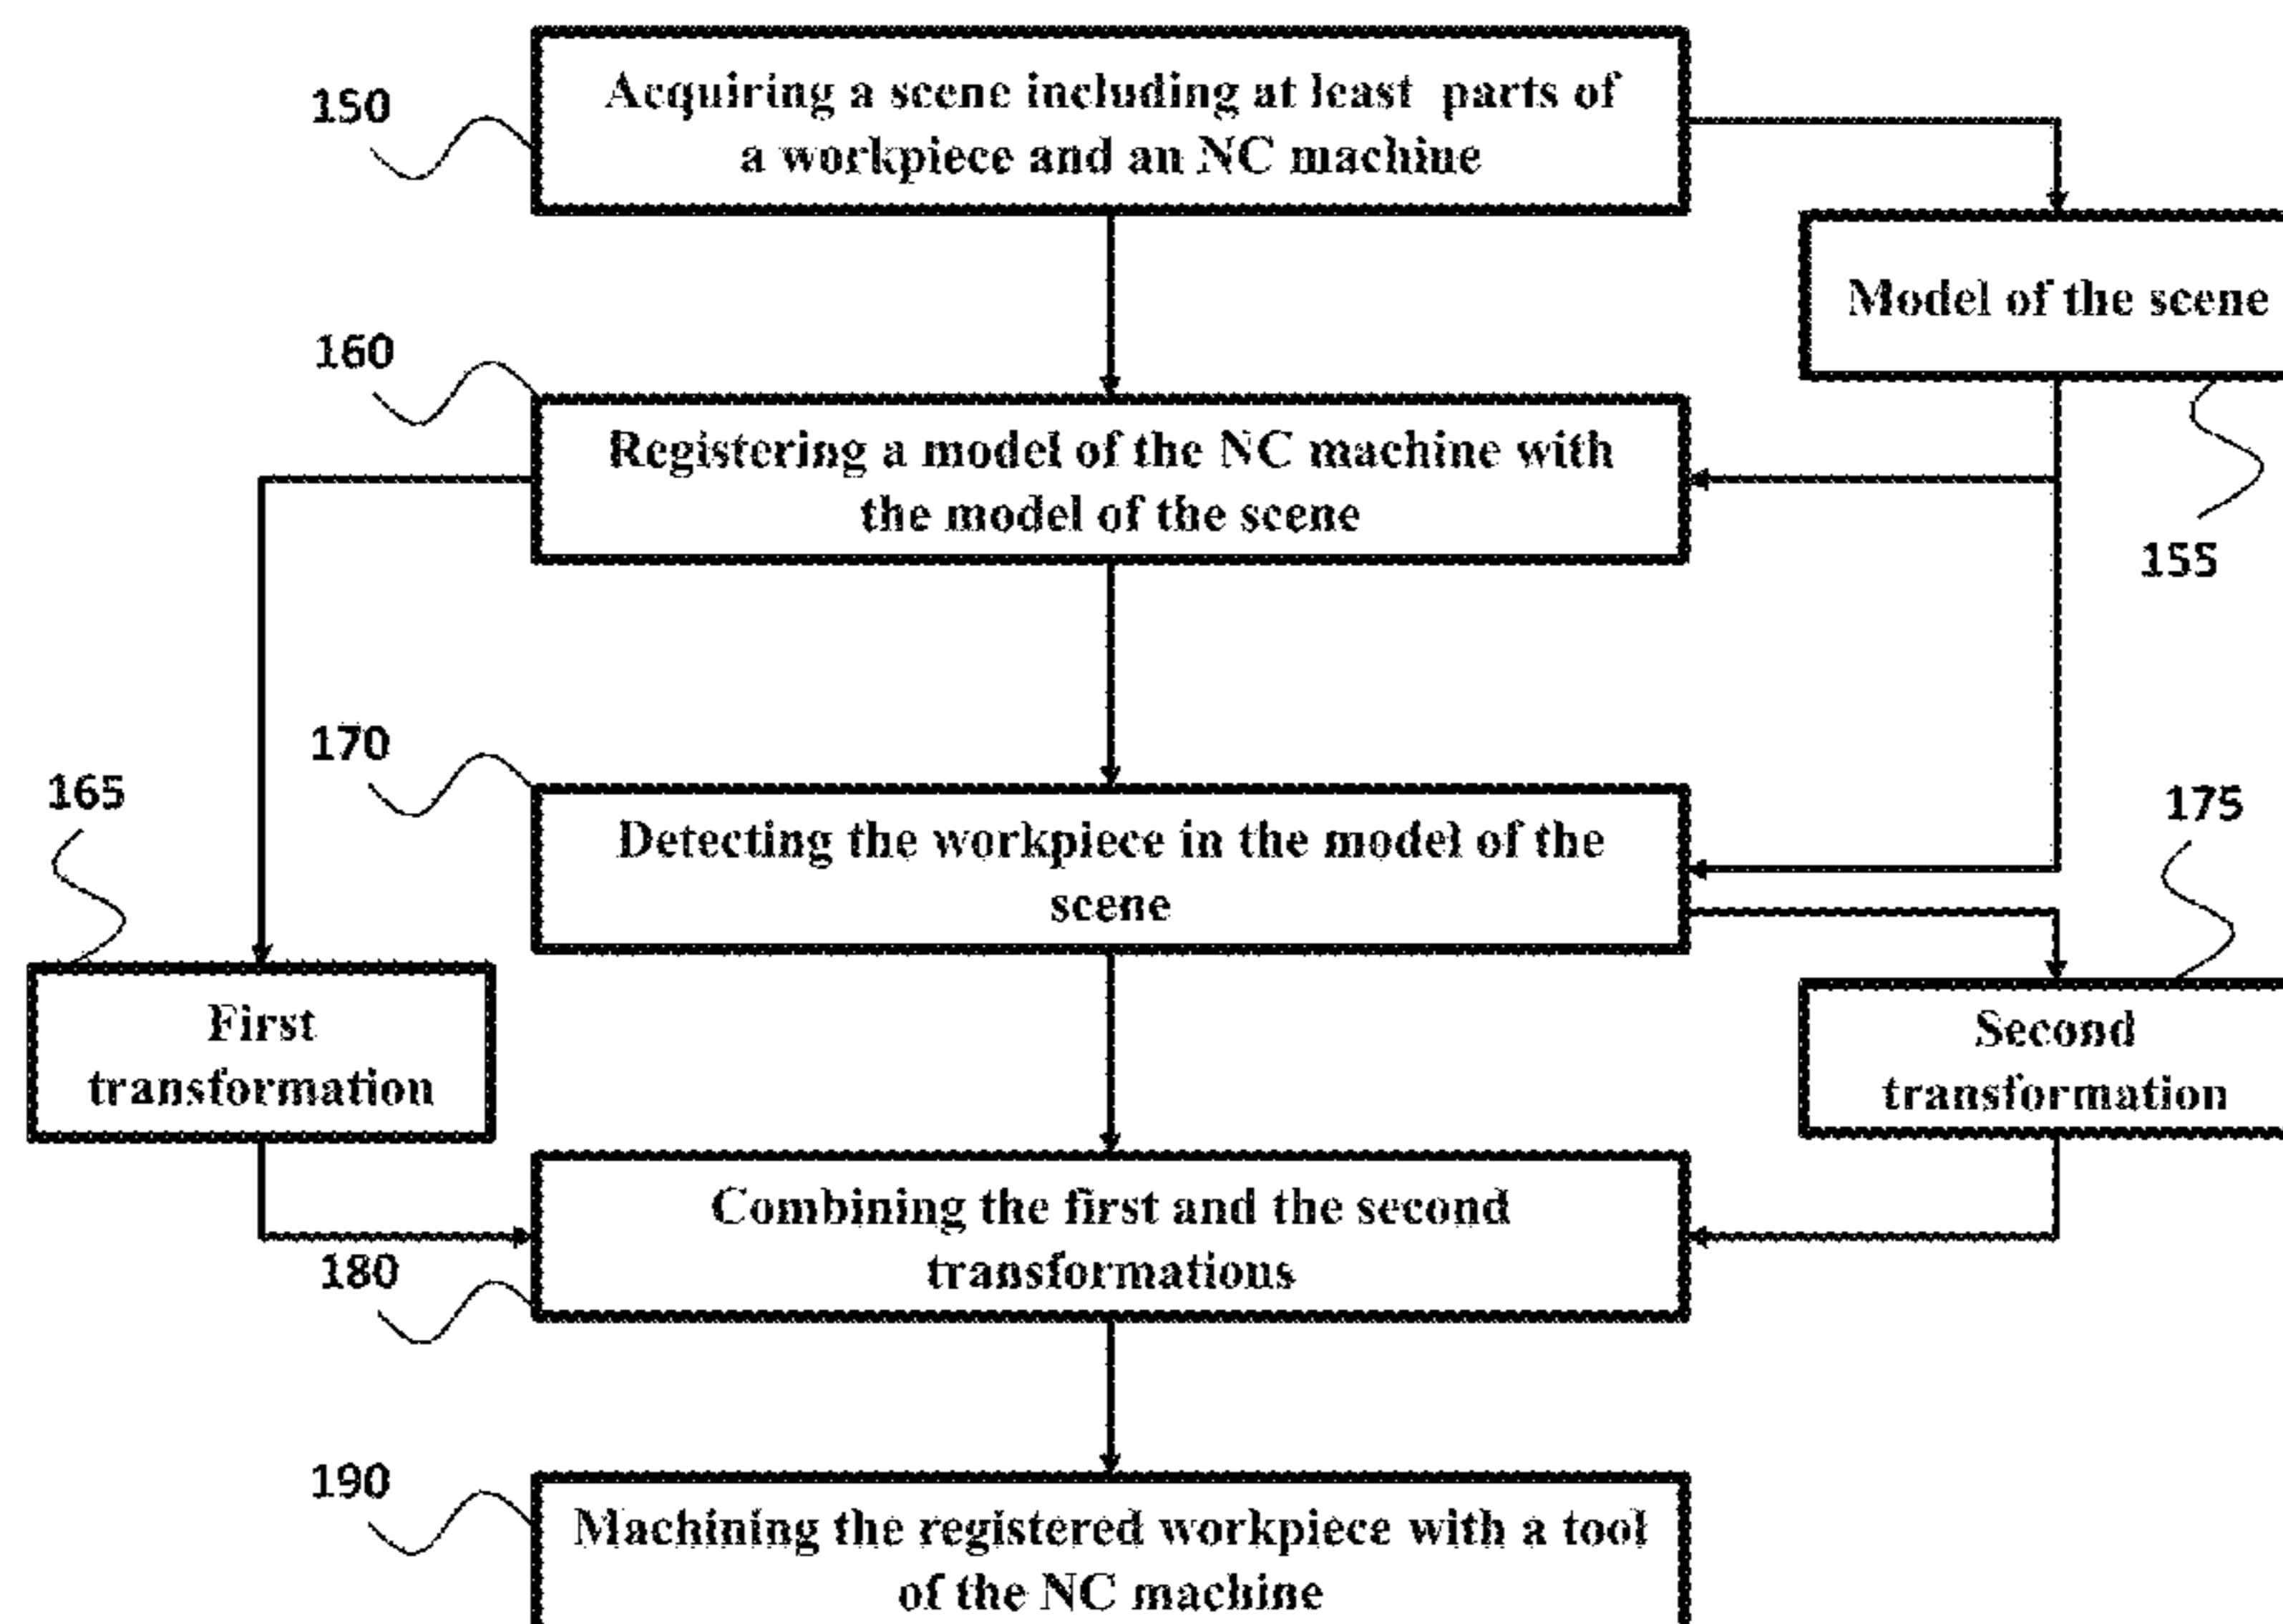 150
Acquiring a scene including at least parts of
a workpiece and an NC machine
Model of the scene
155
160
Registering a model of the NC machine with
the model of the scene
170
Detecting the workpiece in the model of the
scene
165
First
transformation
175
Second
transformation
180
Combining the first and the second
transformations
190
Machining the registered workpiece with a tool
of the NC machine